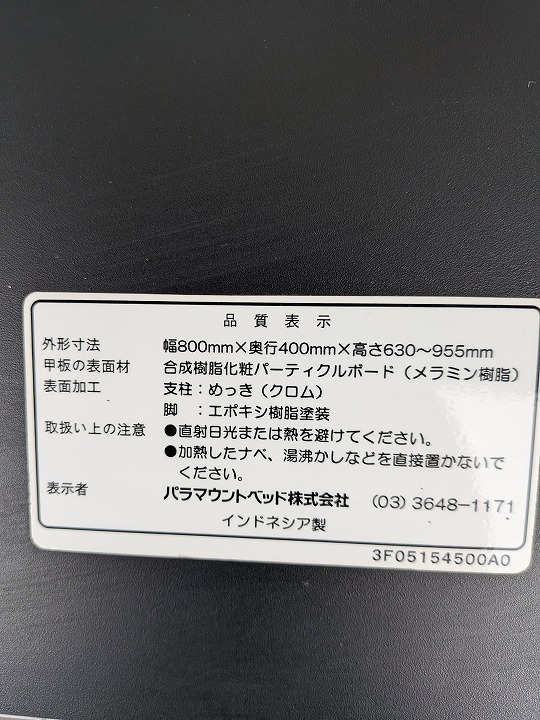 品質表示
外形寸法 幅800mm×奥行400mm×高さ630～955mm
甲板の表面材 合成樹脂化粧パーティクルボード（メラミン樹脂）
表面加工 支柱：めっき（クロム）
脚 ：エポキシ樹脂塗装
取扱い上の注意 ●直射日光または熱を避けてください。
●加熱したナベ、湯沸かしなどを直接置かないで
ください。
表示者 パラマウントベッド株式会社 （03）3648−1171
インドネシア製
3F05154500A0